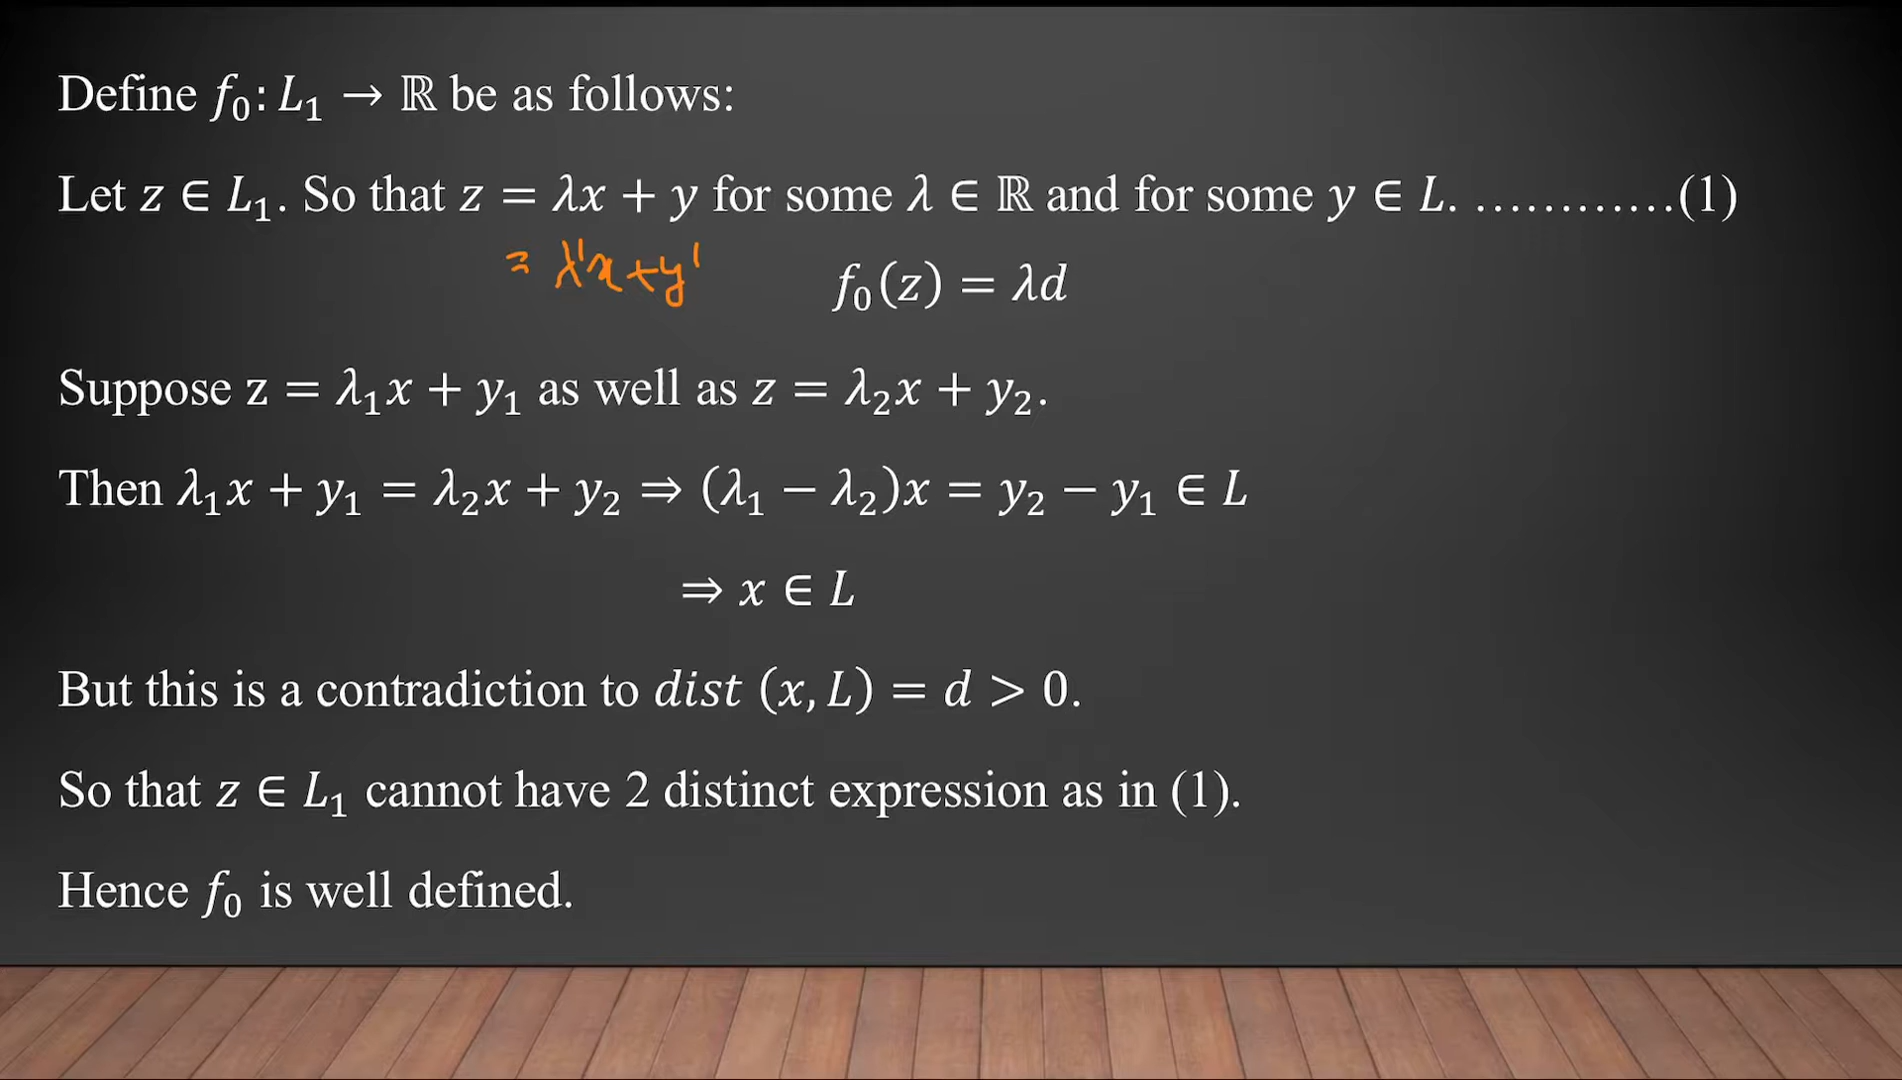 Define f₀: L₁ → ℝ be as follows:
Let z ∈ L₁. So that z = λx + y for some λ ∈ ℝ and for some y ∈ L. …………(1)
= λ'x+y'
f₀(z) = λd
Suppose z = λ₁x + y₁ as well as z = λ₂x + y₂.
Then λ₁x + y₁ = λ₂x + y₂ ⇒ (λ₁ − λ₂)x = y₂ − y₁ ∈ L
⇒ x ∈ L
But this is a contradiction to dist (x, L) = d > 0.
So that z ∈ L₁ cannot have 2 distinct expression as in (1).
Hence f₀ is well defined.